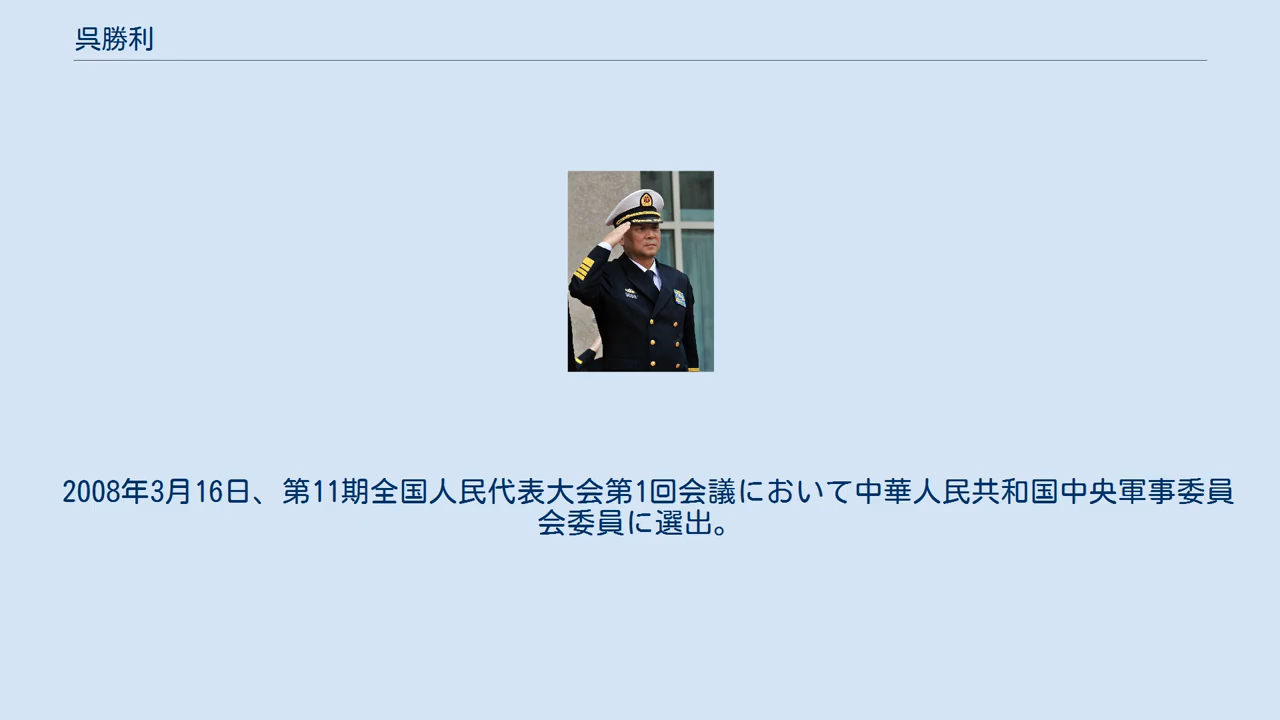 呉勝利
2008年3月16日、第11期全国人民代表大会第1回会議において中華人民共和国中央軍事委員
会委員に選出。